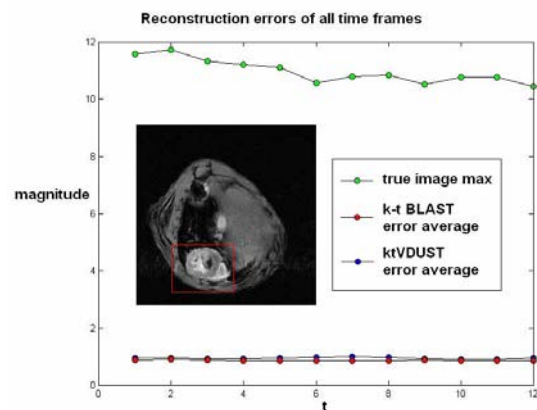 Reconstruction errors of all time frames
12
10
8
6
4
2
0
magnitude
true image max
k-t BLAST
error average
ktVDUST
error average
0 2 4 6 8 10 12
t